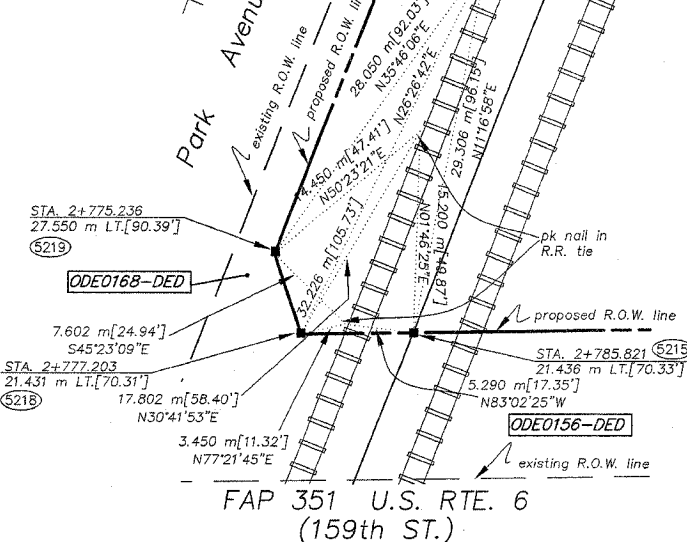 Park Avenu
existing R.O.W. line
proposed R.O.W. lin
28.050 m[92.03']
N35°46'06"E
N26°26'42"E
29.306 m[96.15']
N11°16'58"E
14.450 m[47.41']
N50°23'21"E
15.200 m[49.87']
N01°46'25"E
32.226 m[105.73']
pk nail in
R.R. tie
STA. 2+775.236
27.550 m LT.[90.39']
5219
ODE0168-DED
7.602 m[24.94']
S45°23'09"E
STA. 2+777.203
21.431 m LT.[70.31']
5218
17.802 m[58.40']
N30°41'53"E
3.450 m[11.32']
N77°21'45"E
proposed R.O.W. line
STA. 2+785.821 5215
21.436 m LT.[70.33']
5.290 m[17.35']
N83°02'25"W
ODE0156-DED
existing R.O.W. line
FAP 351 U.S. RTE. 6
(159th ST.)